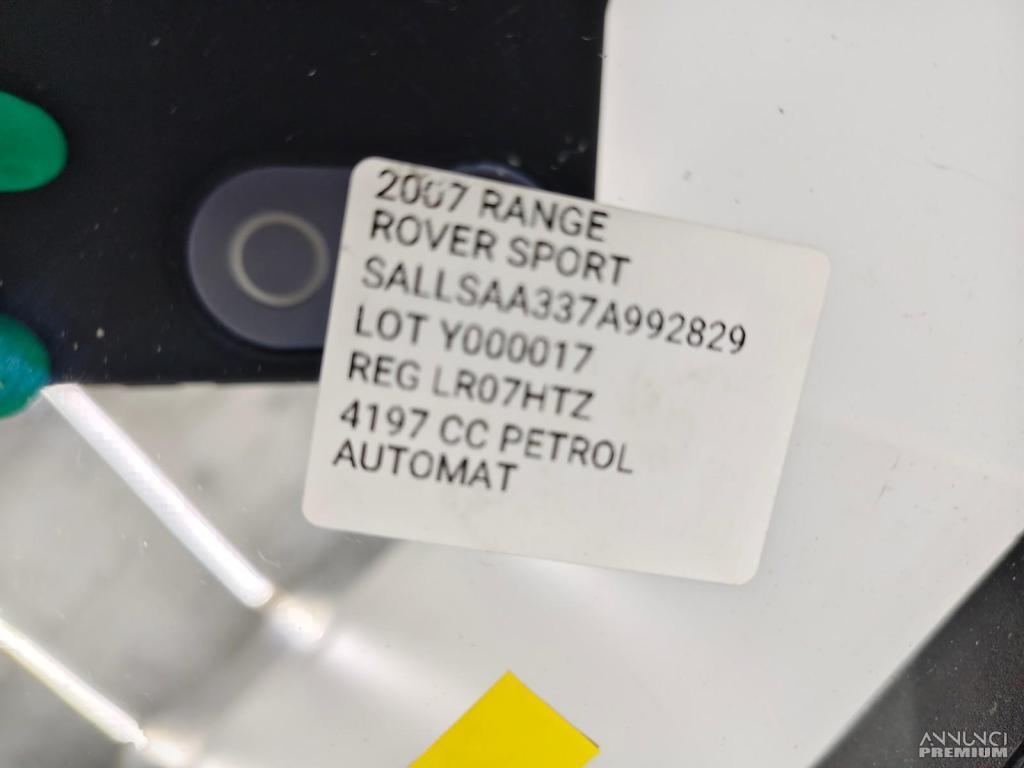 2007 RANGE
ROVER SPORT
SALLSAA337A992829
LOT Y000017
REG LR07HTZ
4197 CC PETROL
AUTOMAT
ANNUNCI
PREMIUM